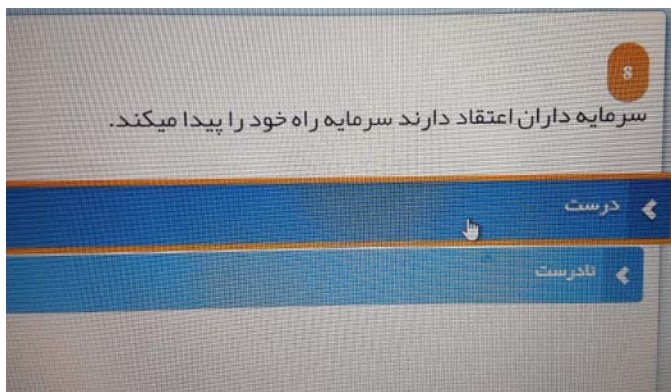 8
سرمایه داران اعتقاد دارند سرمایه راه خود را پیدا میکند.
درست
نادرست